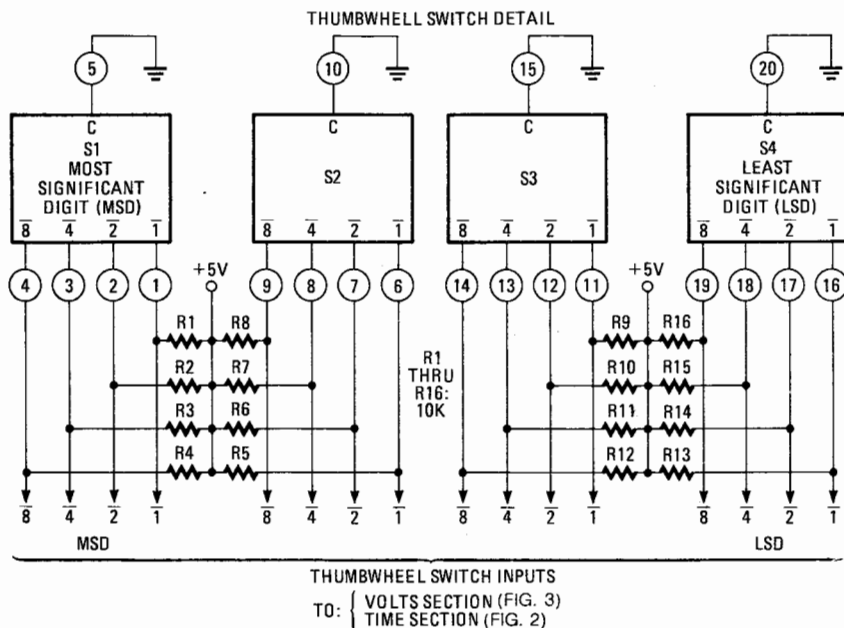 THUMBWHELL SWITCH DETAIL
5 10 15 20
C C C C
S1
MOST
SIGNIFICANT
DIGIT (MSD)
S2
S3
S4
LEAST
SIGNIFICANT
DIGIT (LSD)
8̅ 4̅ 2̅ 1̅ 8̅ 4̅ 2̅ 1̅ 8̅ 4̅ 2̅ 1̅ 8̅ 4̅ 2̅ 1̅
+5V +5V
4 3 2 1 9 8 7 6 14 13 12 11 19 18 17 16
R1 R8 R9 R16
R2 R7 R10 R15
R3 R6 R11 R14
R4 R5 R12 R13
R1
THRU
R16:
10K
8̅ 4̅ 2̅ 1̅ 8̅ 4̅ 2̅ 1̅ 8̅ 4̅ 2̅ 1̅ 8̅ 4̅ 2̅ 1̅
MSD LSD
THUMBWHEEL SWITCH INPUTS
TO: { VOLTS SECTION (FIG. 3)
TIME SECTION (FIG. 2)